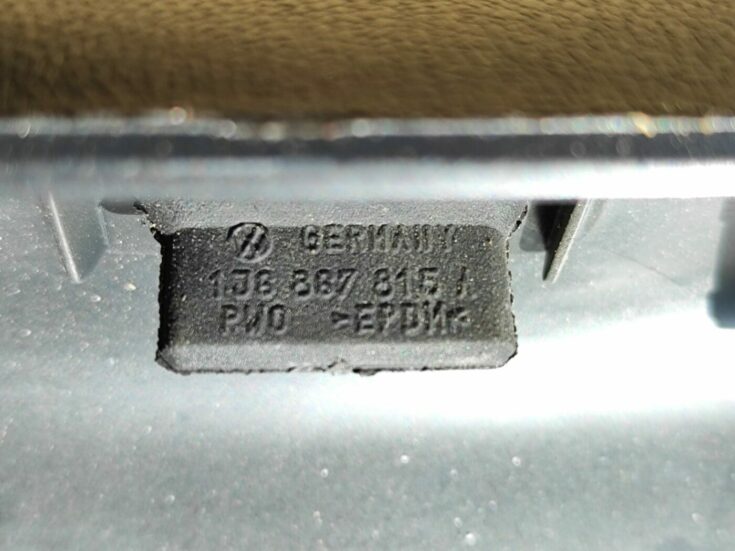 GERMANY
1J6 867 815 A
PWO >EPDM<